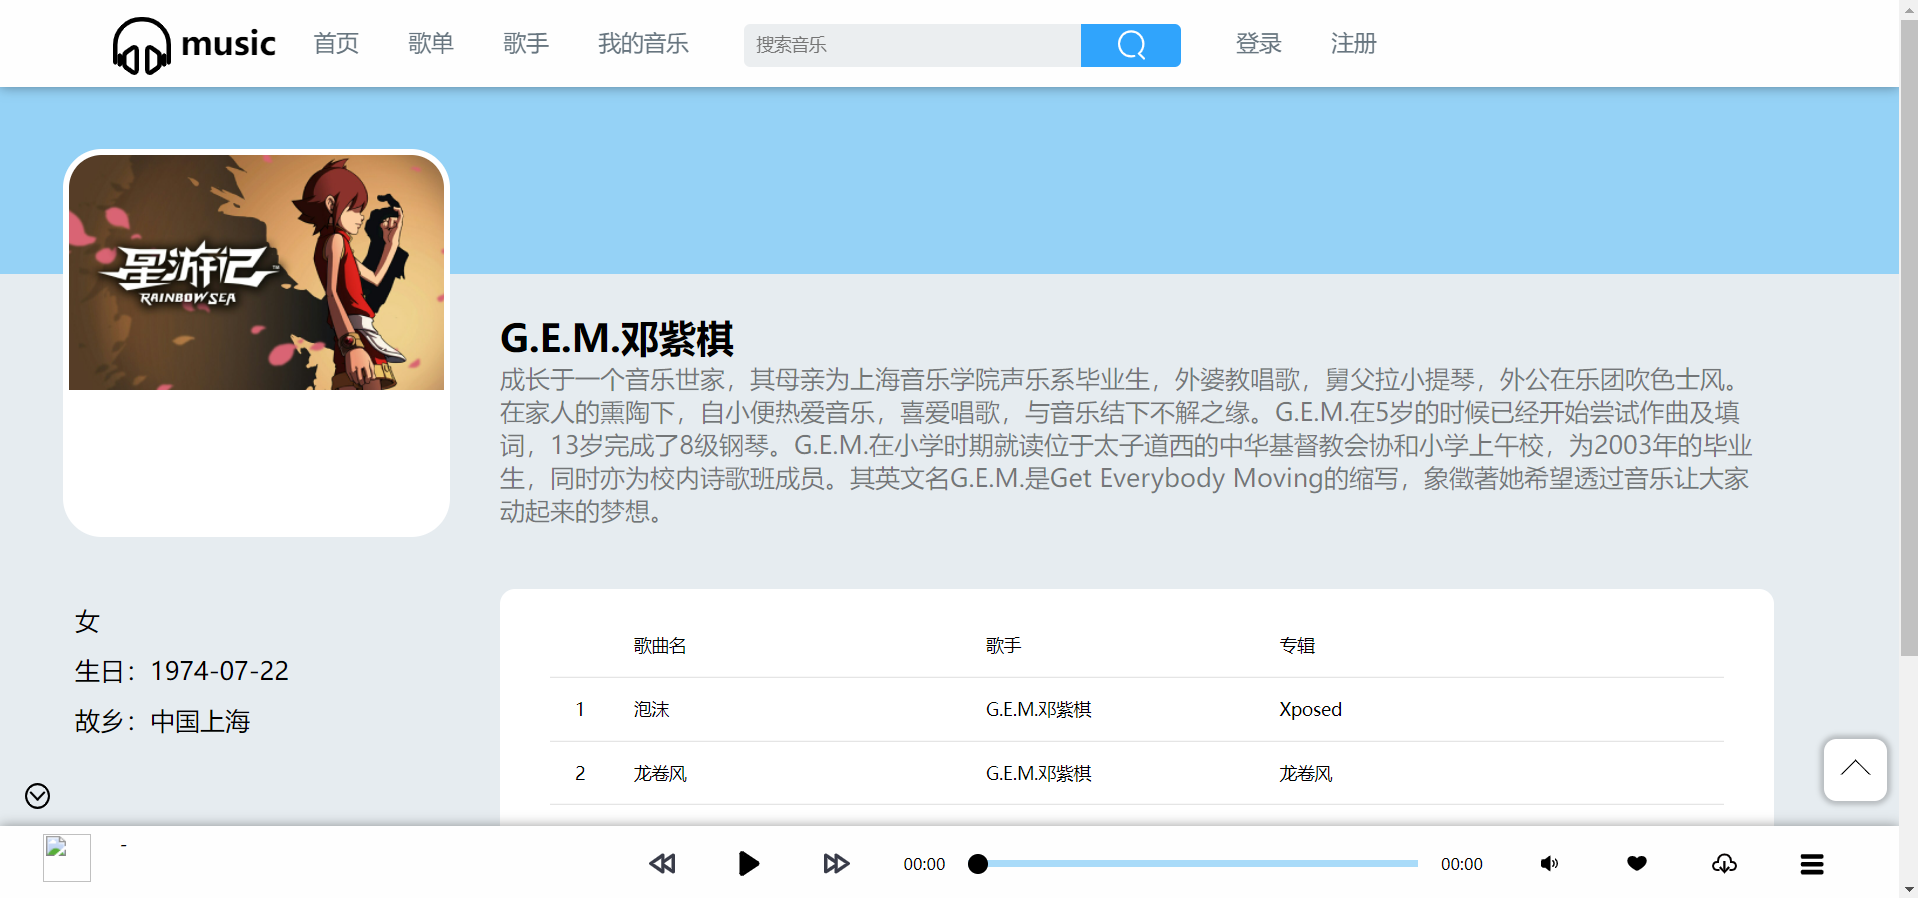 music 首页 歌单 歌手 我的音乐 搜索音乐 登录 注册
星游记™
RAINBOW SEA
G.E.M.邓紫棋
成长于一个音乐世家，其母亲为上海音乐学院声乐系毕业生，外婆教唱歌，舅父拉小提琴，外公在乐团吹色士风。
在家人的熏陶下，自小便热爱音乐，喜爱唱歌，与音乐结下不解之缘。G.E.M.在5岁的时候已经开始尝试作曲及填
词，13岁完成了8级钢琴。G.E.M.在小学时期就读位于太子道西的中华基督教会协和小学上午校，为2003年的毕业
生，同时亦为校内诗歌班成员。其英文名G.E.M.是Get Everybody Moving的缩写，象徵著她希望透过音乐让大家
动起来的梦想。
女
生日：1974-07-22
故乡：中国上海
歌曲名 歌手 专辑
1 泡沫 G.E.M.邓紫棋 Xposed
2 龙卷风 G.E.M.邓紫棋 龙卷风
-
00:00 00:00